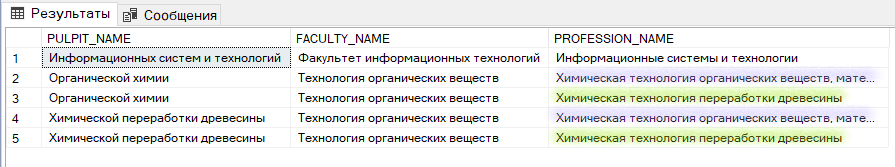 Результаты Сообщения
PULPIT_NAME FACULTY_NAME PROFESSION_NAME
1 Информационных систем и технологий Факультет информационных технологий Информационные системы и технологии
2 Органической химии Технология органических веществ Химическая технология органических веществ, мате...
3 Органической химии Технология органических веществ Химическая технология переработки древесины
4 Химической переработки древесины Технология органических веществ Химическая технология органических веществ, мате...
5 Химической переработки древесины Технология органических веществ Химическая технология переработки древесины